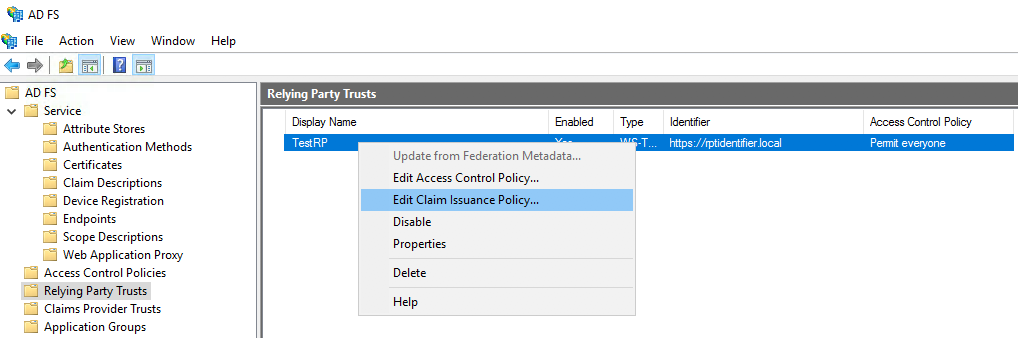 AD FS
File Action View Window Help
AD FS
Service
Attribute Stores
Authentication Methods
Certificates
Claim Descriptions
Device Registration
Endpoints
Scope Descriptions
Web Application Proxy
Access Control Policies
Relying Party Trusts
Claims Provider Trusts
Application Groups
Relying Party Trusts
Display Name Enabled Type Identifier Access Control Policy
TestRP Yes WS-T... https://rptidentifier.local Permit everyone
Update from Federation Metadata...
Edit Access Control Policy...
Edit Claim Issuance Policy...
Disable
Properties
Delete
Help